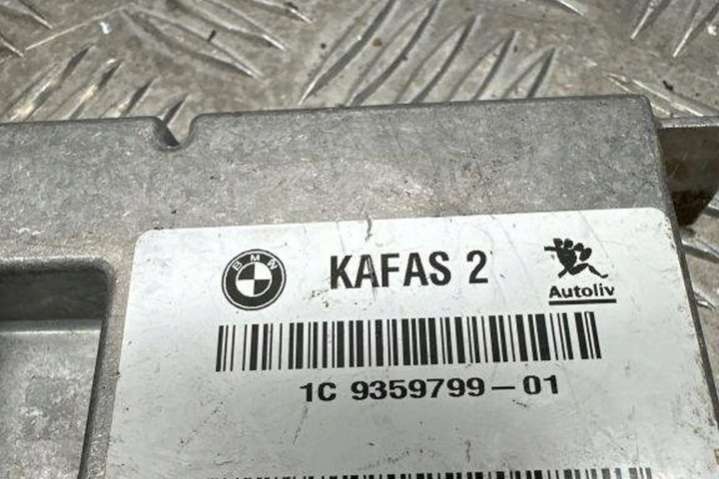 BMW
KAFAS 2
Autoliv
1C 9359799-01